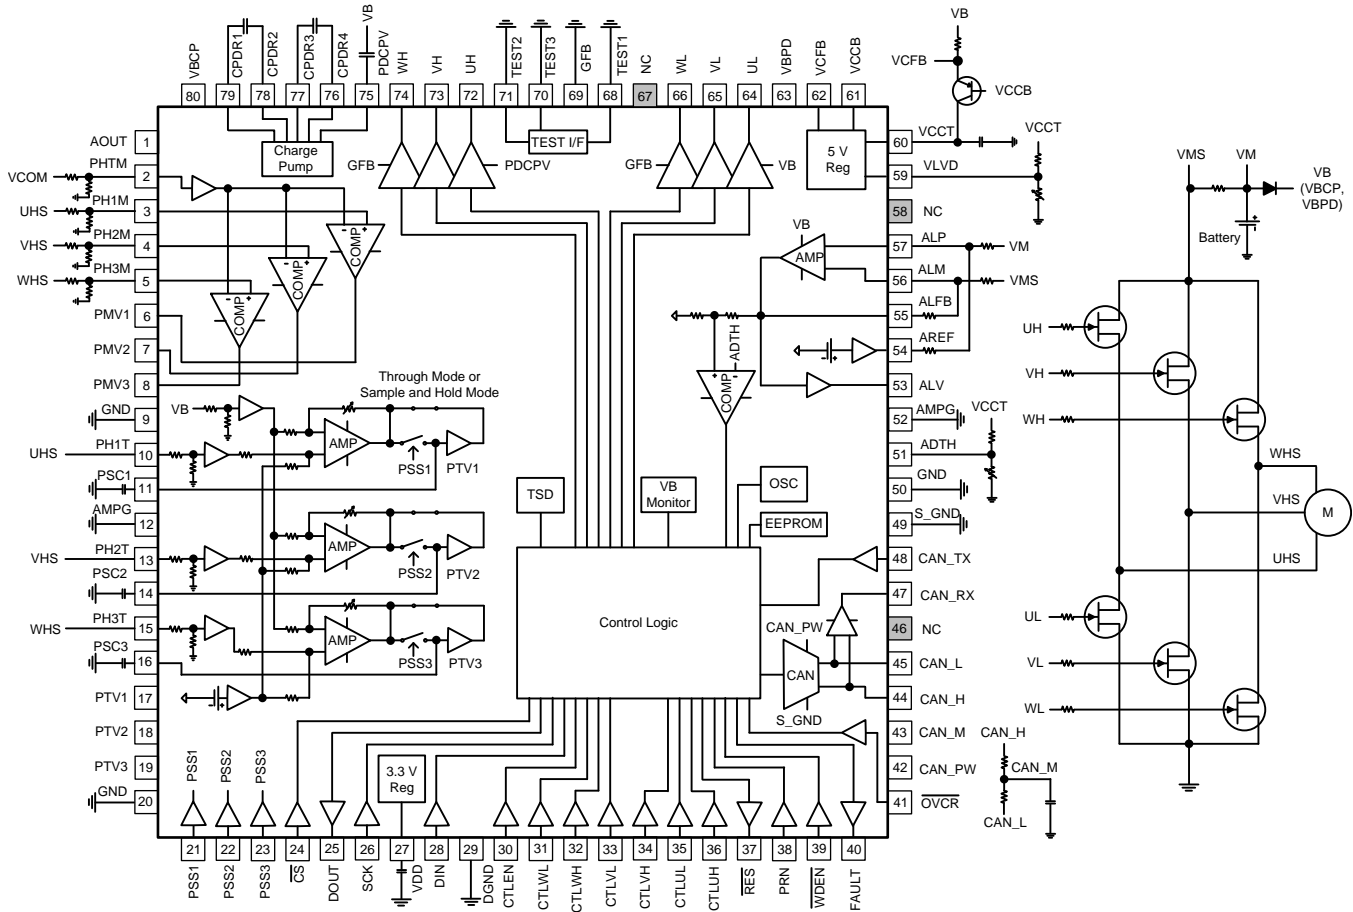 VBCP
CPDR1
CPDR2
CPDR3
CPDR4
VB
PDCPV
WH
VH
UH
TEST2
TEST3
GFB
TEST1
NC
WL
VL
UL
VBPD
VCFB
VCCB
80 79 78 77 76 75 74 73 72 71 70 69 68 67 66 65 64 63 62 61
VB
VCFB
VCCB
VCCT
AOUT 1
VCOM PHTM 2
UHS PH1M 3
VHS PH2M 4
WHS PH3M 5
PMV1 6
PMV2 7
PMV3 8
GND 9
UHS PH1T 10
PSC1 11
AMPG 12
VHS PH2T 13
PSC2 14
WHS PH3T 15
PSC3 16
PTV1 17
PTV2 18
PTV3 19
GND 20
Charge
Pump
GFB
PDCPV
TEST I/F
GFB
VB
5 V
Reg
COMP
COMP
COMP
- +
- +
- +
Through Mode or
Sample and Hold Mode
VB
AMP
PSS1
PTV1
AMP
PSS2
PTV2
AMP
PSS3
PTV3
VB
AMP
ADTH
+ -
COMP
TSD
VB
Monitor
OSC
EEPROM
Control Logic
CAN_PW
CAN
S_GND
60 VCCT
59 VLVD
58 NC
57 ALP VM
56 ALM VMS
55 ALFB
54 AREF
53 ALV
52 AMPG
VCCT
51 ADTH
50 GND
49 S_GND
48 CAN_TX
47 CAN_RX
46 NC
45 CAN_L
44 CAN_H
43 CAN_M
42 CAN_PW
41 OVCR
PSS1
PSS2
PSS3
3.3 V
Reg
21 22 23 24 25 26 27 28 29 30 31 32 33 34 35 36 37 38 39 40
PSS1
PSS2
PSS3
CS
DOUT
SCK
VDD
DIN
DGND
CTLEN
CTLWL
CTLWH
CTLVL
CTLVH
CTLUL
CTLUH
RES
PRN
WDEN
FAULT
VMS
VM
VB
(VBCP,
VBPD)
Battery
+
-
UH
VH
WH
WHS
VHS
M
UHS
UL
VL
WL
CAN_H
CAN_M
CAN_L